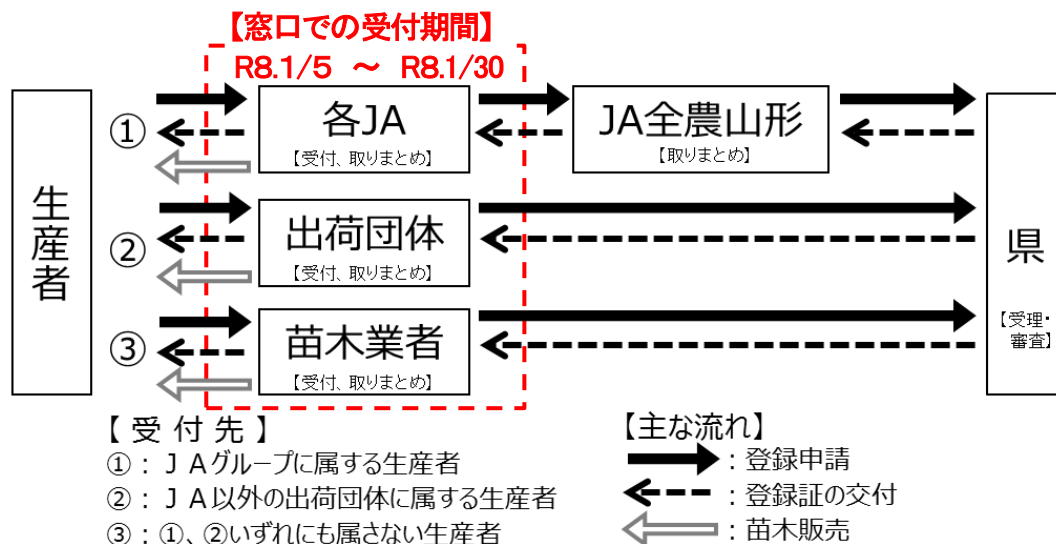 【窓口での受付期間】
R8.1/5 ～ R8.1/30
生産者
①
各JA
【受付、取りまとめ】
JA全農山形
【取りまとめ】
②
出荷団体
【受付、取りまとめ】
③
苗木業者
【受付、取りまとめ】
県
【受理・
審査】
【受付先】
①：ＪＡグループに属する生産者
②：ＪＡ以外の出荷団体に属する生産者
③：①、②いずれにも属さない生産者
【主な流れ】
：登録申請
：登録証の交付
：苗木販売